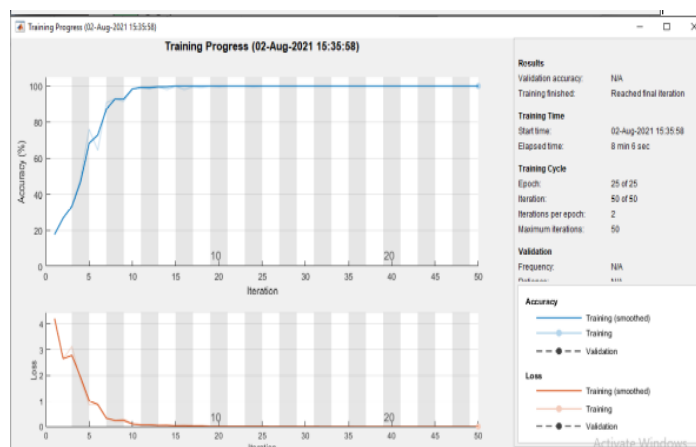 Training Progress (02-Aug-2021 15:35:58)
Training Progress (02-Aug-2021 15:35:58)
Accuracy (%)
100
80
60
40
20
0
10
20
0 5 10 15 20 25 30 35 40 45 50
Iteration
Loss
4
3
2
1
0
10
20
0 5 10 15 20 25 30 35 40 45 50
Results
Validation accuracy: N/A
Training finished: Reached final iteration
Training Time
Start time: 02-Aug-2021 15:35:58
Elapsed time: 8 min 6 sec
Training Cycle
Epoch: 25 of 25
Iteration: 50 of 50
Iterations per epoch: 2
Maximum iterations: 50
Validation
Frequency: N/A
Accuracy
Training (smoothed)
Training
Validation
Loss
Training (smoothed)
Training
Validation
Activate Windows